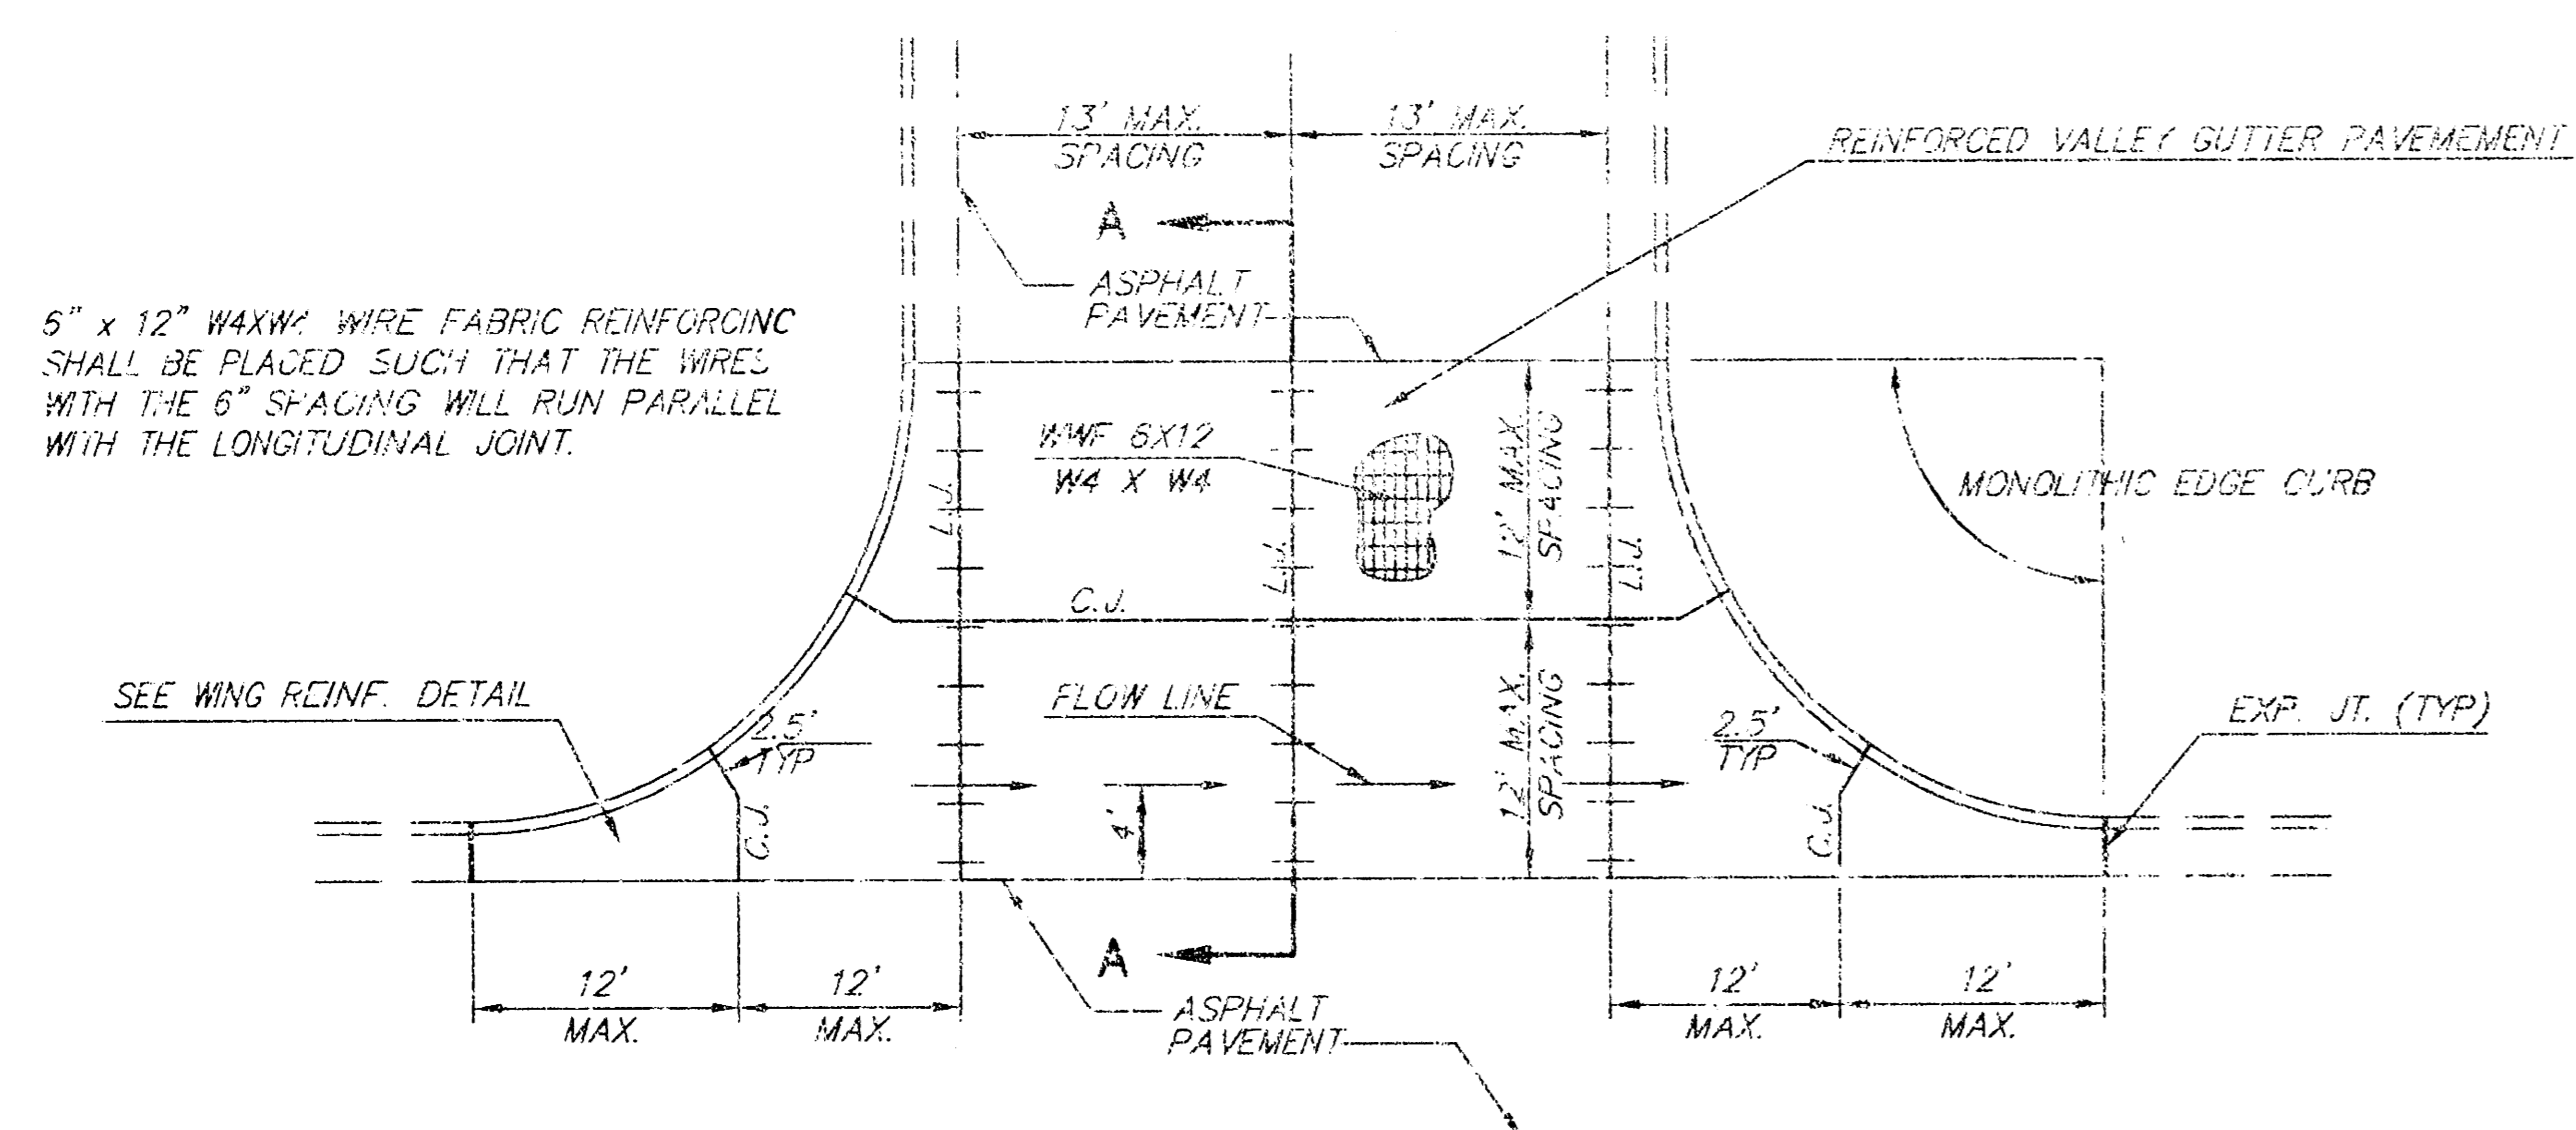 13' MAX.
SPACING
13' MAX.
SPACING
REINFORCED VALLEY GUTTER PAVEMEMENT
A
ASPHALT
PAVEMENT
6" x 12" W4XW4 WIRE FABRIC REINFORCING
SHALL BE PLACED SUCH THAT THE WIRES
WITH THE 6" SPACING WILL RUN PARALLEL
WITH THE LONGITUDINAL JOINT.
WWF 6X12
W4 X W4
12' MAX.
SPACING
MONOLITHIC EDGE CURB
L.J.
L.J.
L.J.
C.J.
SEE WING REINF. DETAIL
2.5'
TYP
FLOW LINE
12' MAX.
SPACING
2.5'
TYP
EXP. JT. (TYP)
C.J.
4'
C.J.
A
12'
MAX.
12'
MAX.
ASPHALT
PAVEMENT
12'
MAX.
12'
MAX.